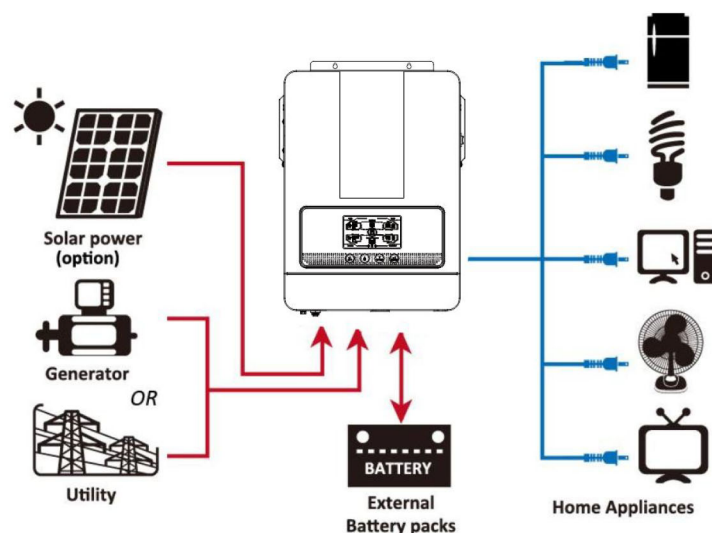 Solar power
(option)
Generator
OR
Utility
BATTERY
External
Battery packs
Home Appliances